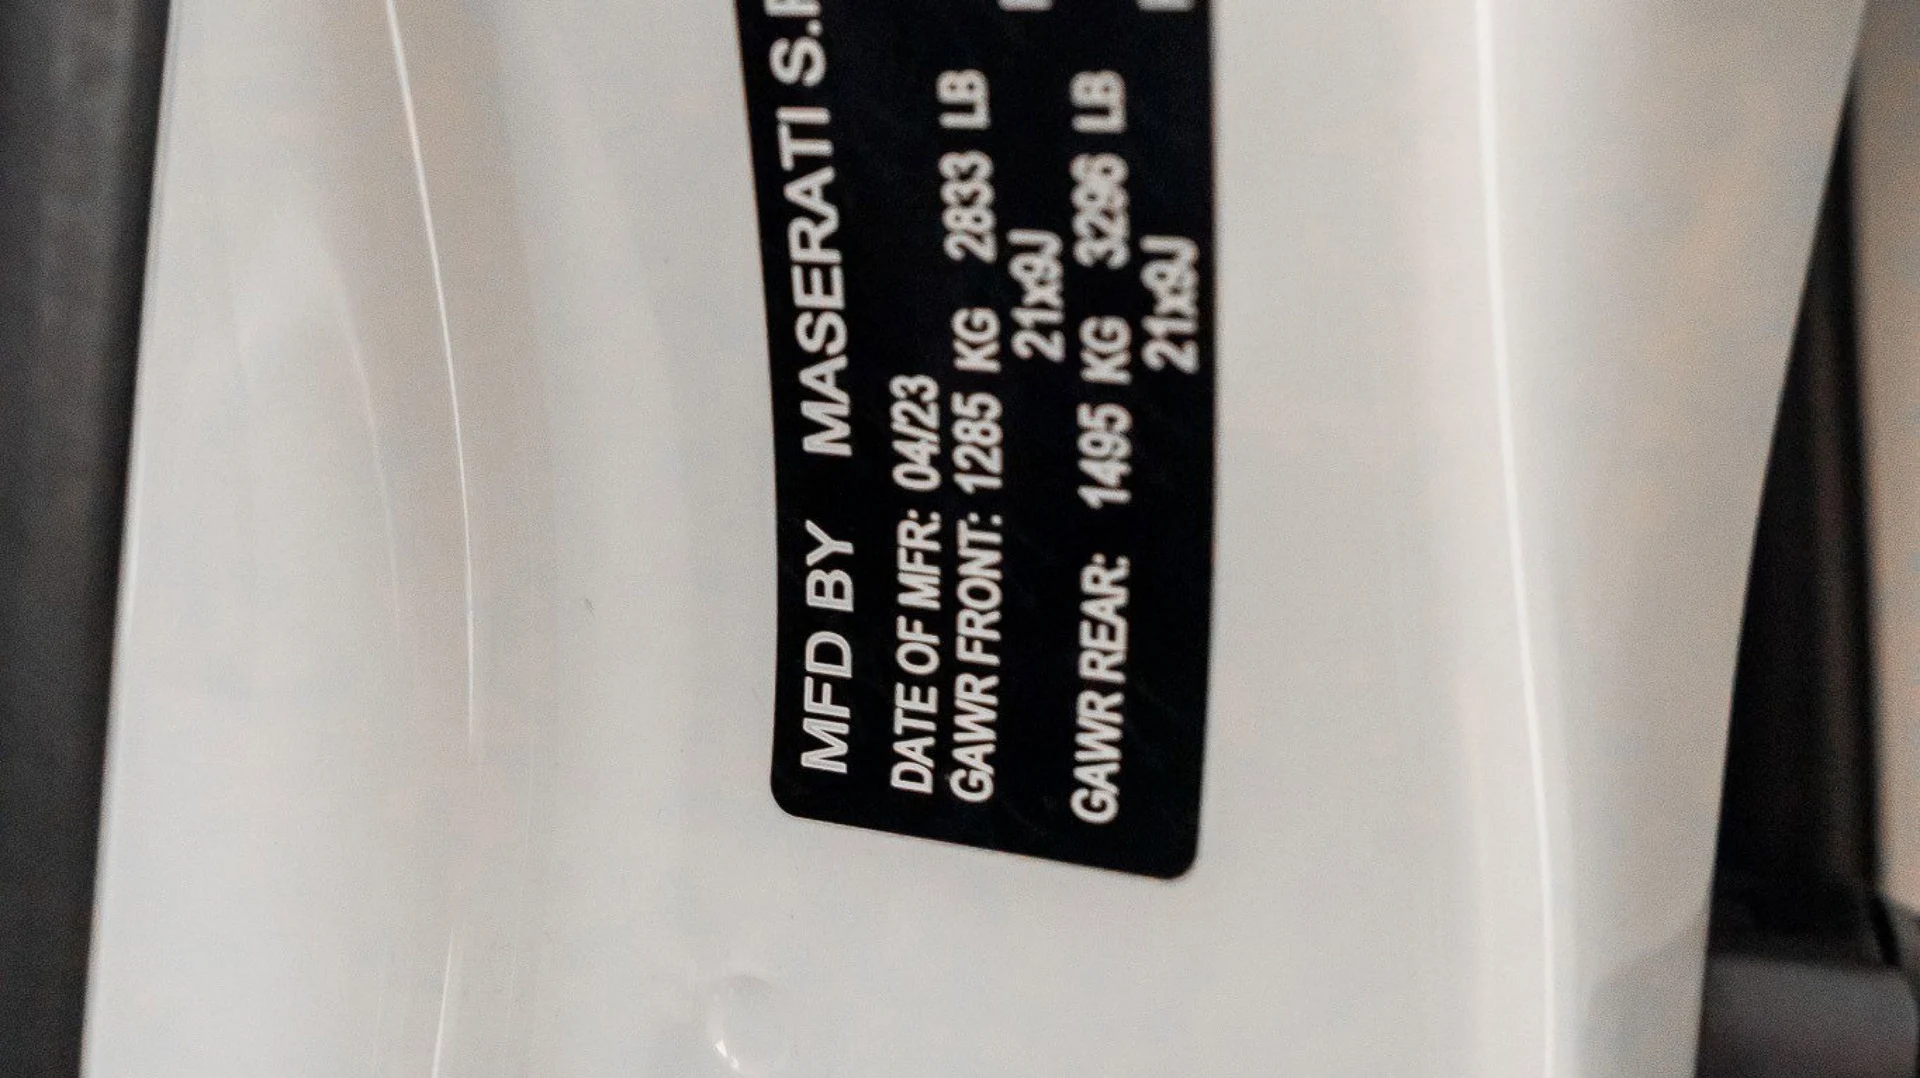 MFD BY MASERATI S.
DATE OF MFR: 04/23
GAWR FRONT: 1285 KG 2833 LB
21x9J
GAWR REAR: 1495 KG 3296 LB
21x9J